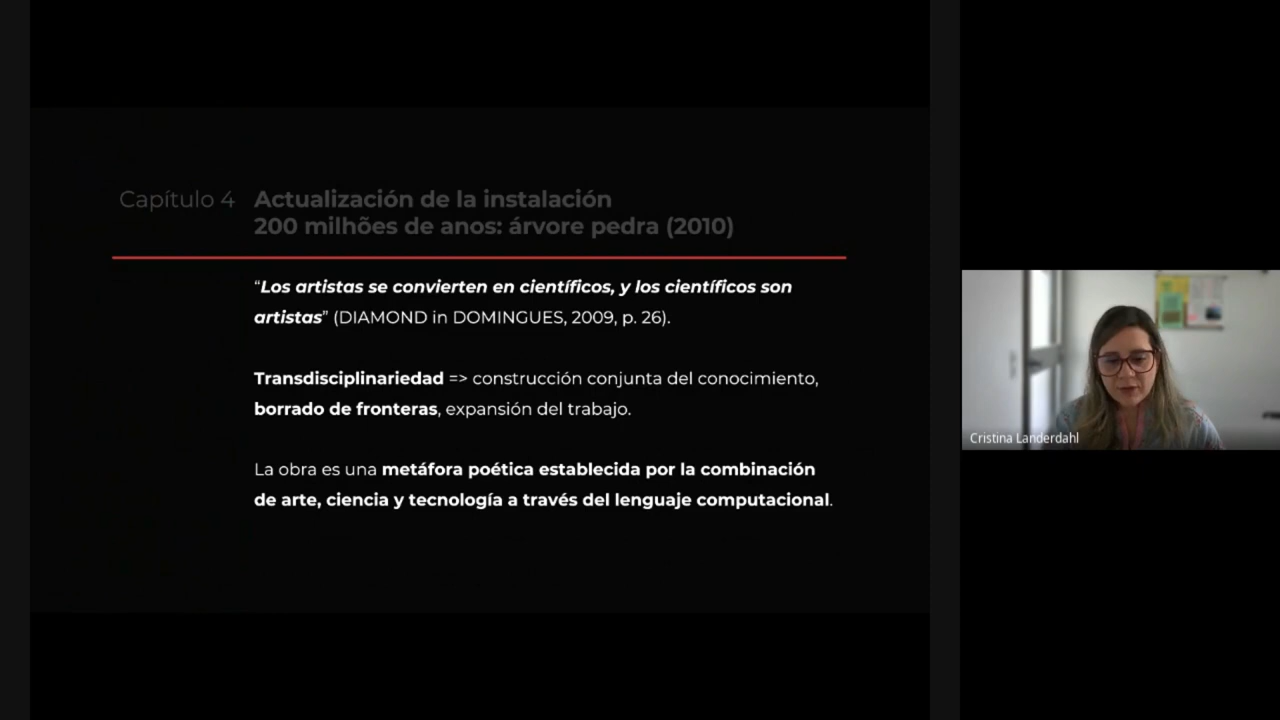 Capítulo 4 Actualización de la instalación
200 milhões de anos: árvore pedra (2010)
“Los artistas se convierten en científicos, y los científicos son
artistas” (DIAMOND in DOMINGUES, 2009, p. 26).
Transdisciplinariedad => construcción conjunta del conocimiento,
borrado de fronteras, expansión del trabajo.
La obra es una metáfora poética establecida por la combinación
de arte, ciencia y tecnología a través del lenguaje computacional.
Cristina Landerdahl